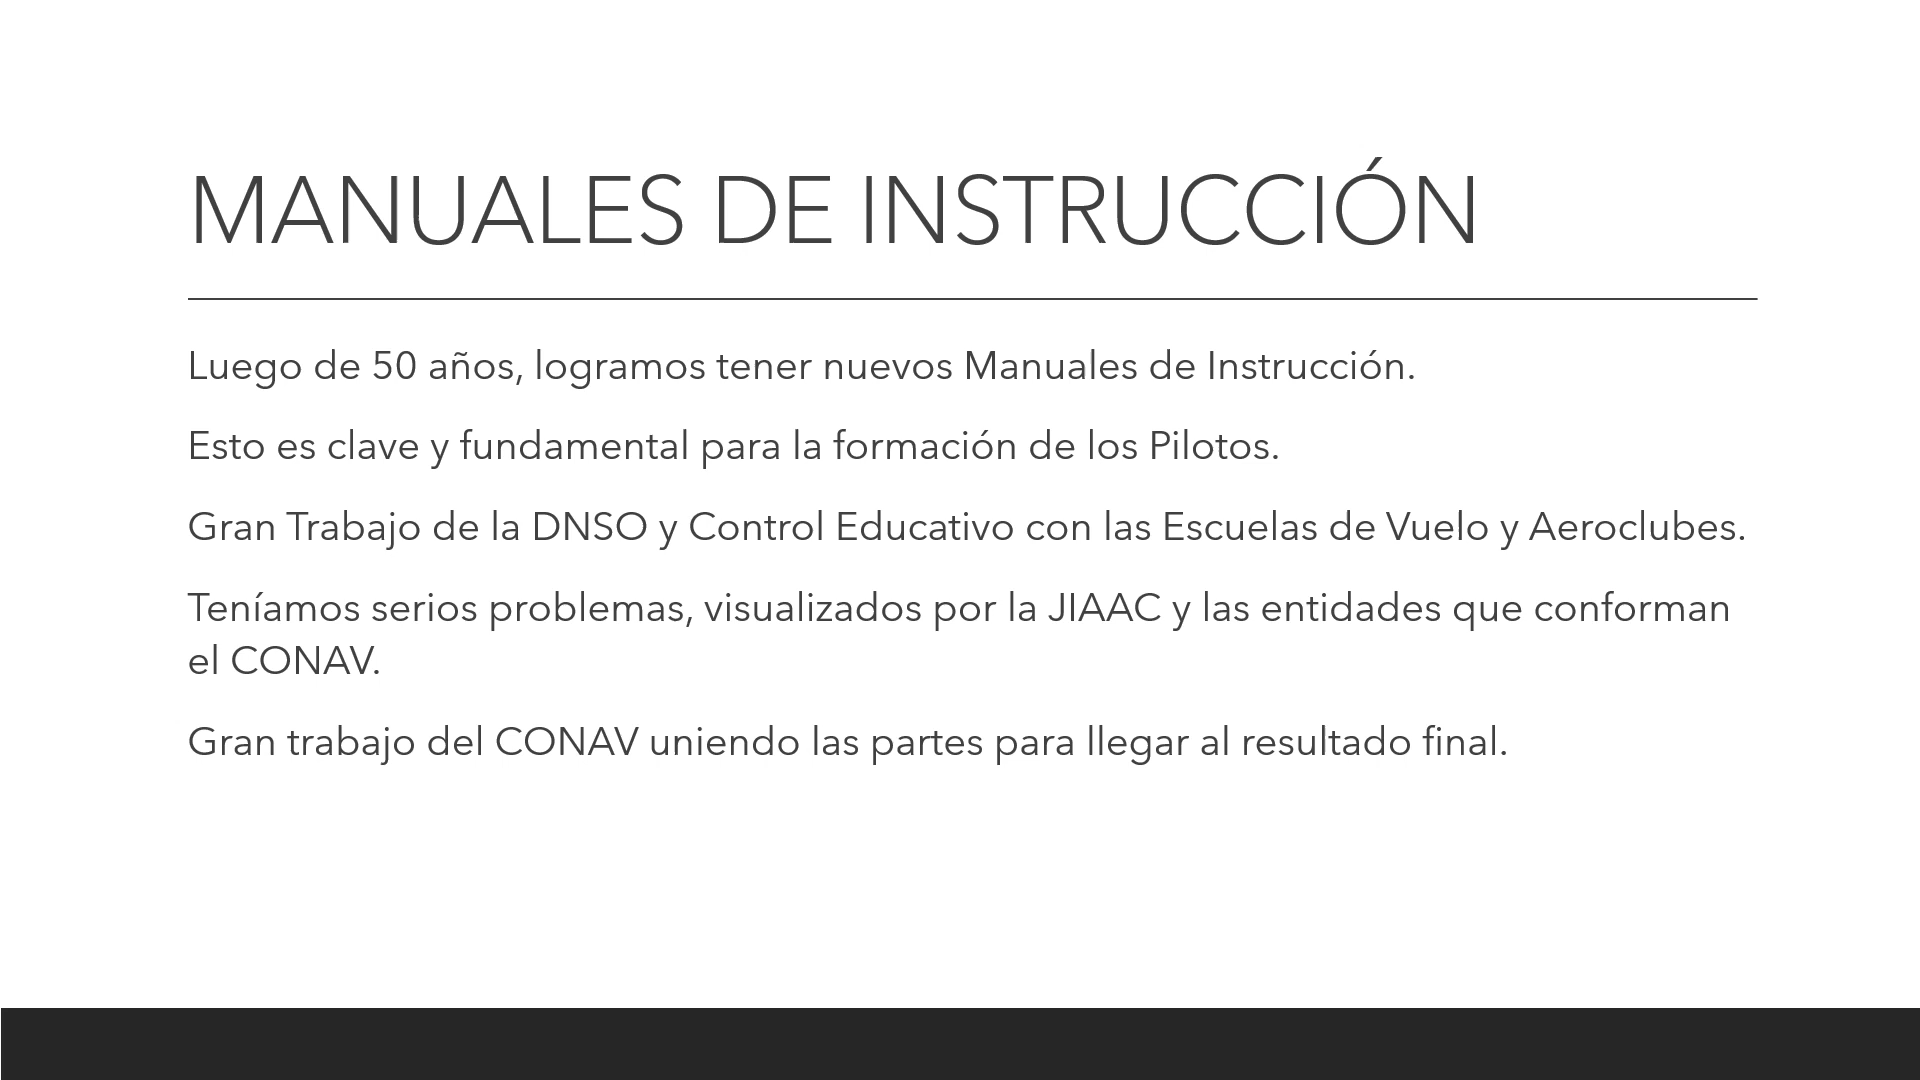 MANUALES DE INSTRUCCIÓN
Luego de 50 años, logramos tener nuevos Manuales de Instrucción.
Esto es clave y fundamental para la formación de los Pilotos.
Gran Trabajo de la DNSO y Control Educativo con las Escuelas de Vuelo y Aeroclubes.
Teníamos serios problemas, visualizados por la JIAAC y las entidades que conforman
el CONAV.
Gran trabajo del CONAV uniendo las partes para llegar al resultado final.